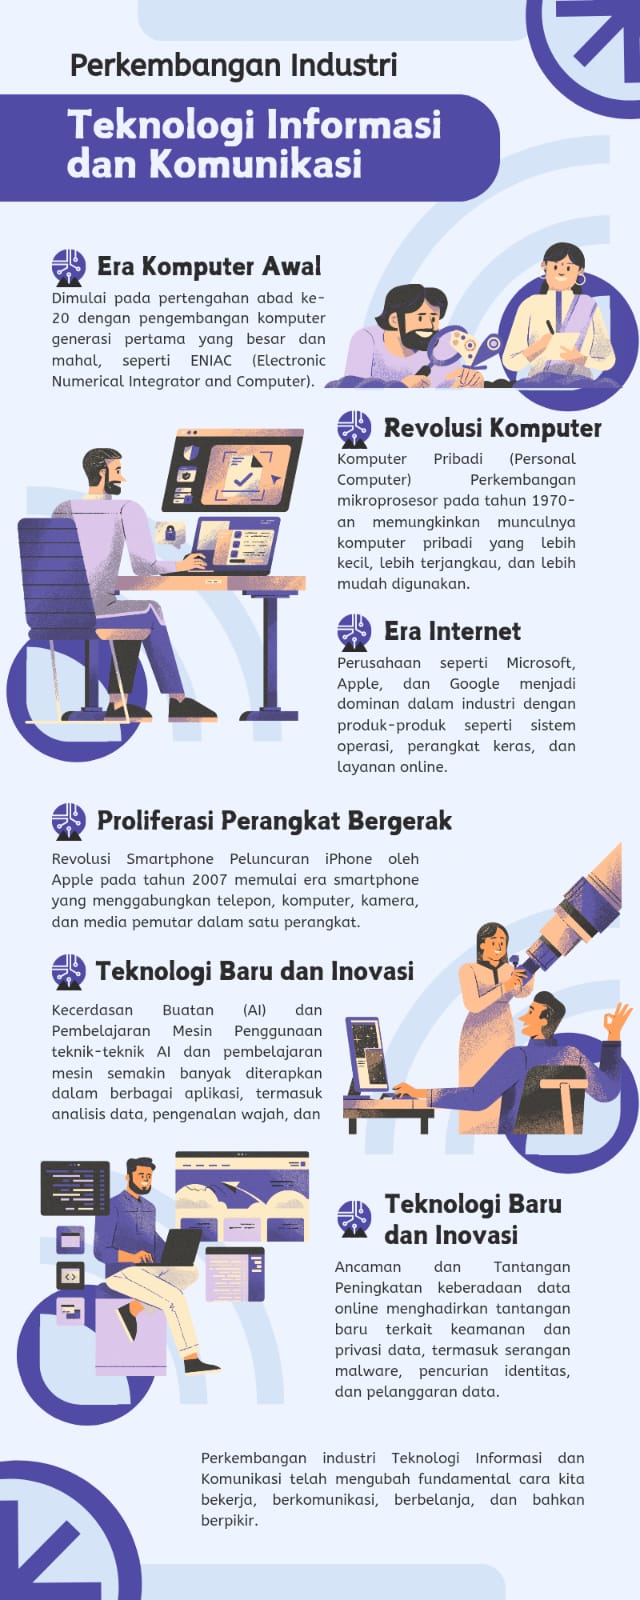 Perkembangan Industri
Teknologi Informasi
dan Komunikasi
Era Komputer Awal
Dimulai pada pertengahan abad ke-
20 dengan pengembangan komputer
generasi pertama yang besar dan
mahal, seperti ENIAC (Electronic
Numerical Integrator and Computer).
Revolusi Komputer
Komputer Pribadi (Personal
Computer) Perkembangan
mikroprosesor pada tahun 1970-
an memungkinkan munculnya
komputer pribadi yang lebih
kecil, lebih terjangkau, dan lebih
mudah digunakan.
Era Internet
Perusahaan seperti Microsoft,
Apple, dan Google menjadi
dominan dalam industri dengan
produk-produk seperti sistem
operasi, perangkat keras, dan
layanan online.
Proliferasi Perangkat Bergerak
Revolusi Smartphone Peluncuran iPhone oleh
Apple pada tahun 2007 memulai era smartphone
yang menggabungkan telepon, komputer, kamera,
dan media pemutar dalam satu perangkat.
Teknologi Baru dan Inovasi
Kecerdasan Buatan (AI) dan
Pembelajaran Mesin Penggunaan
teknik-teknik AI dan pembelajaran
mesin semakin banyak diterapkan
dalam berbagai aplikasi, termasuk
analisis data, pengenalan wajah, dan
Teknologi Baru
dan Inovasi
Ancaman dan Tantangan
Peningkatan keberadaan data
online menghadirkan tantangan
baru terkait keamanan dan
privasi data, termasuk serangan
malware, pencurian identitas,
dan pelanggaran data.
Perkembangan industri Teknologi Informasi dan
Komunikasi telah mengubah fundamental cara kita
bekerja, berkomunikasi, berbelanja, dan bahkan
berpikir.